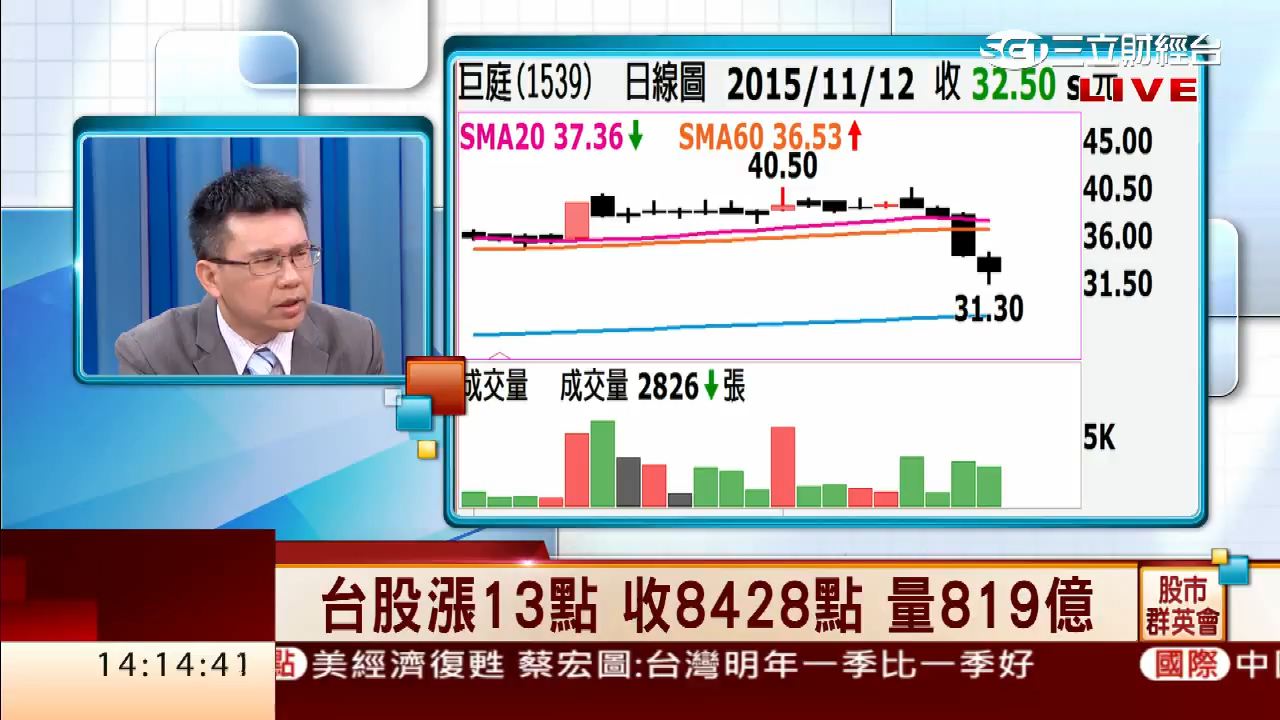 SET 三立財經台
LIVE
巨庭(1539) 日線圖 2015/11/12 收 32.50 s 元
SMA20 37.36↓ SMA60 36.53↑
40.50
31.30
45.00
40.50
36.00
31.50
成交量 成交量 2826↓張
5K
台股漲13點 收8428點 量819億
股市
群英會
14:14:41
點 美經濟復甦 蔡宏圖:台灣明年一季比一季好
國際 中